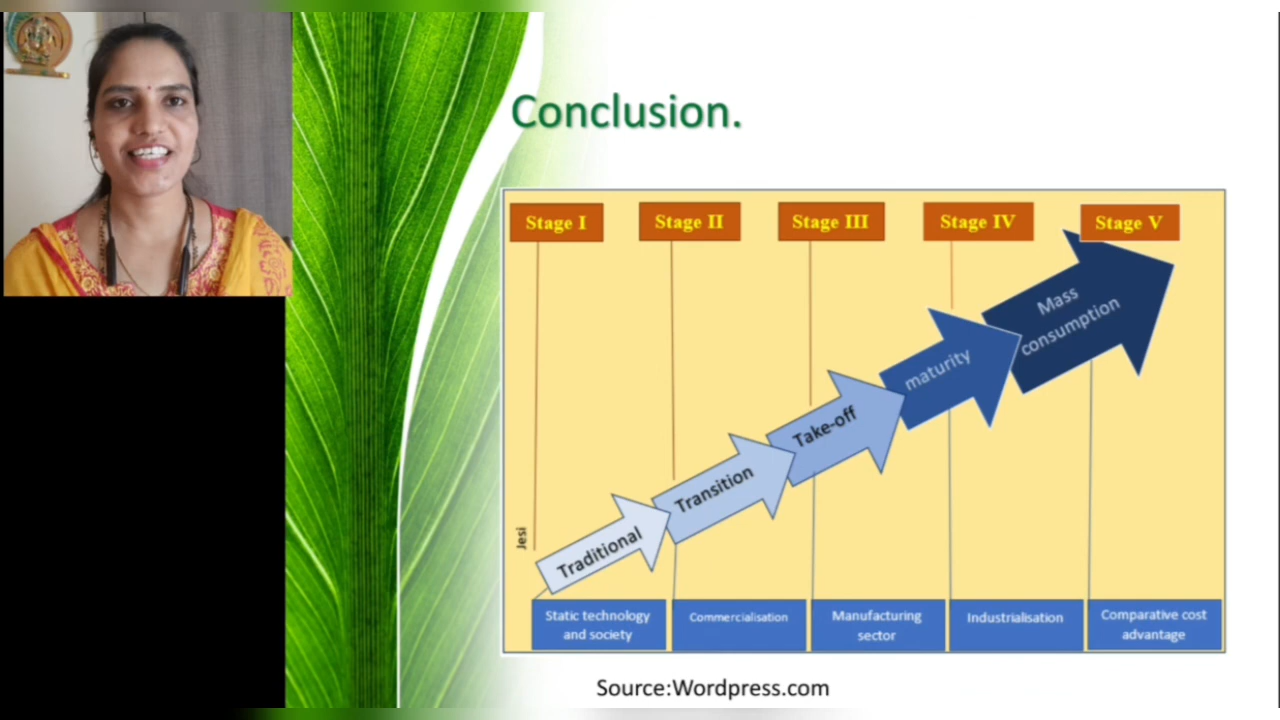 Conclusion.
Stage I
Stage II
Stage III
Stage IV
Stage V
Mass
consumption
maturity
Take-off
Transition
Traditional
Jesi
Static technology
and society
Commercialisation
Manufacturing
sector
Industrialisation
Comparative cost
advantage
Source:Wordpress.com